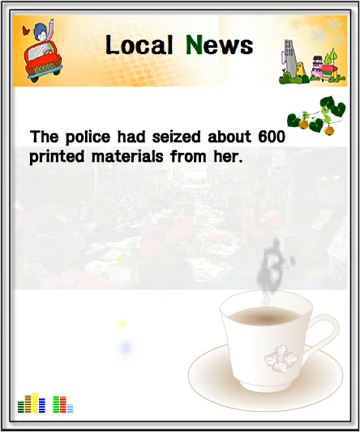 Local News
The police had seized about 600
printed materials from her.